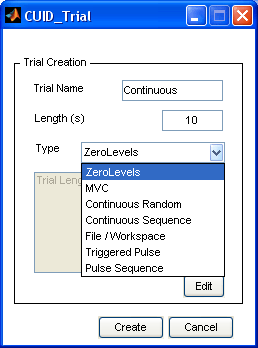 CUID_Trial
Trial Creation
Trial Name Continuous
Length (s) 10
Type ZeroLevels
ZeroLevels
MVC
Continuous Random
Continuous Sequence
File / Workspace
Triggered Pulse
Pulse Sequence
Trial Leng
Edit
Create Cancel